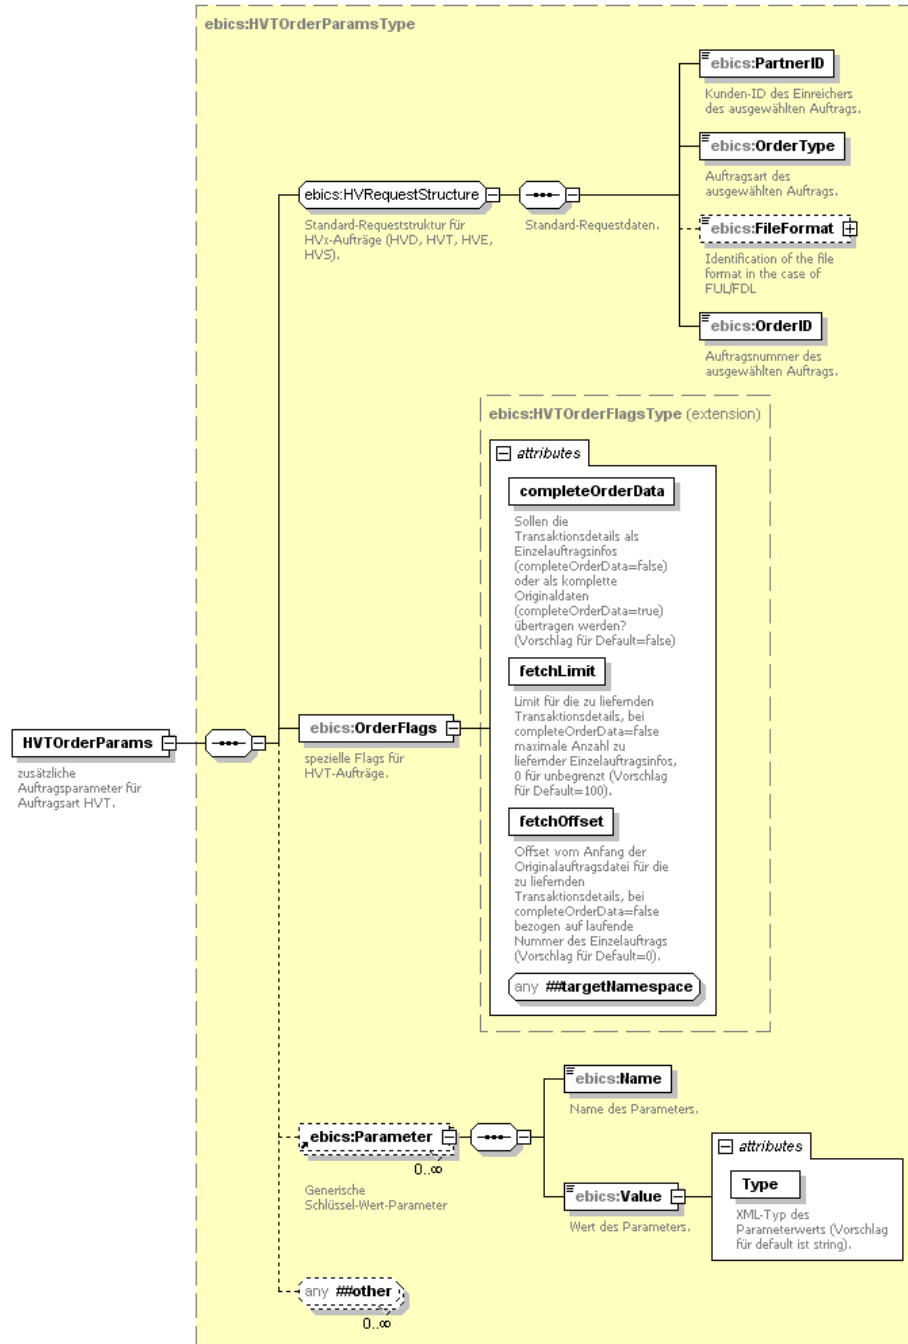 ebics:HVTOrderParamsType
ebics:PartnerID
Kunden-ID des Einreichers
des ausgewählten Auftrags.
ebics:OrderType
Auftragsart des
ausgewählten Auftrags.
ebics:HVRequestStructure
Standard-Requeststruktur für
HVx-Aufträge (HVD, HVT, HVE,
HVS).
Standard-Requestdaten.
ebics:FileFormat
Identification of the file
format in the case of
FUL/FDL
ebics:OrderID
Auftragsnummer des
ausgewählten Auftrags.
ebics:HVTOrderFlagsType (extension)
attributes
completeOrderData
Sollen die
Transaktionsdetails als
Einzelauftragsinfos
(completeOrderData=false)
oder als komplette
Originaldaten
(completeOrderData=true)
übertragen werden?
(Vorschlag für Default=false)
fetchLimit
Limit für die zu liefernden
Transaktionsdetails, bei
completeOrderData=false
maximale Anzahl zu
liefernder Einzelauftragsinfos,
0 für unbegrenzt (Vorschlag
für Default=100).
ebics:OrderFlags
spezielle Flags für
HVT-Aufträge.
HVTOrderParams
zusätzliche
Auftragsparameter für
Auftragsart HVT.
fetchOffset
Offset vom Anfang der
Originalauftragsdatei für die
zu liefernden
Transaktionsdetails, bei
completeOrderData=false
bezogen auf laufende
Nummer des Einzelauftrags
(Vorschlag für Default=0).
any ##targetNamespace
ebics:Name
Name des Parameters.
ebics:Parameter
0..∞
Generische
Schlüssel-Wert-Parameter
ebics:Value
Wert des Parameters.
attributes
Type
XML-Typ des
Parameterwerts (Vorschlag
für default ist string).
any ##other
0..∞